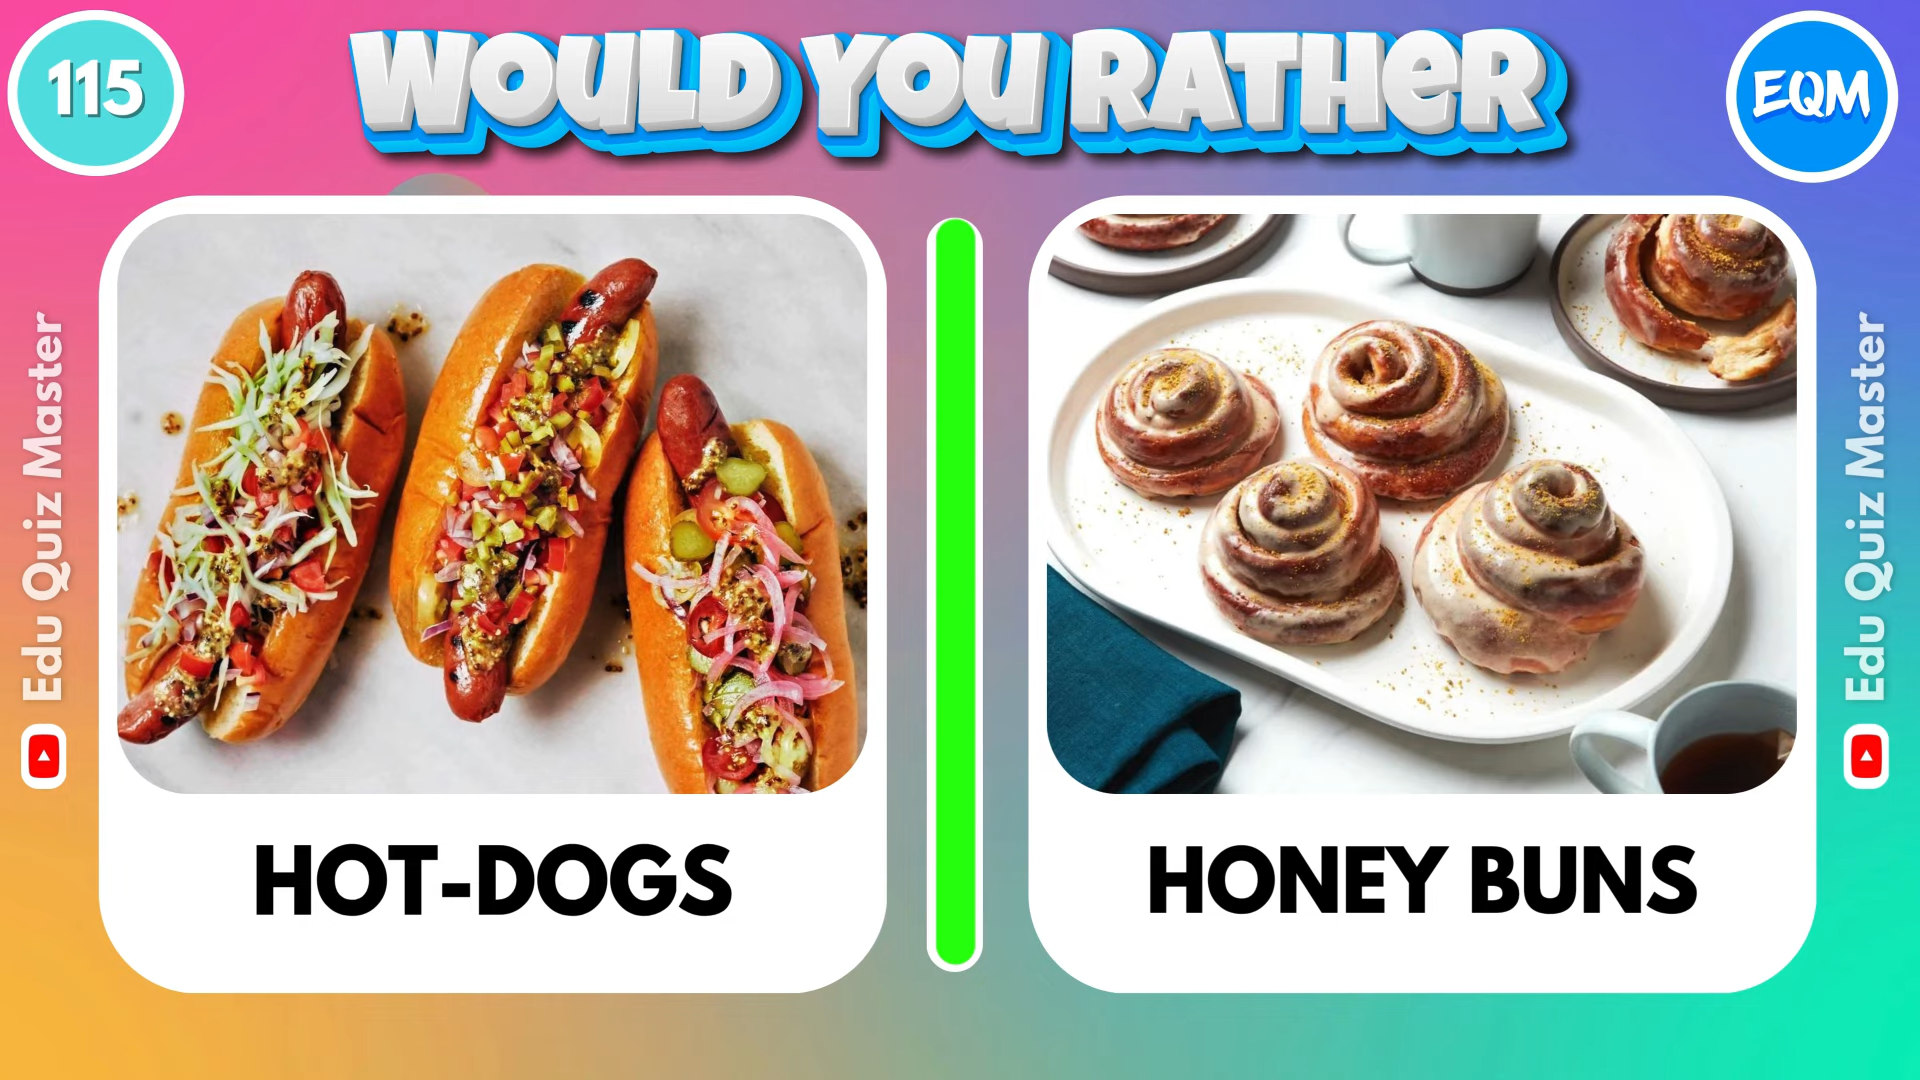 115
WOULD YOU RATHER
EQM
Edu Quiz Master
Edu Quiz Master
HOT-DOGS
HONEY BUNS